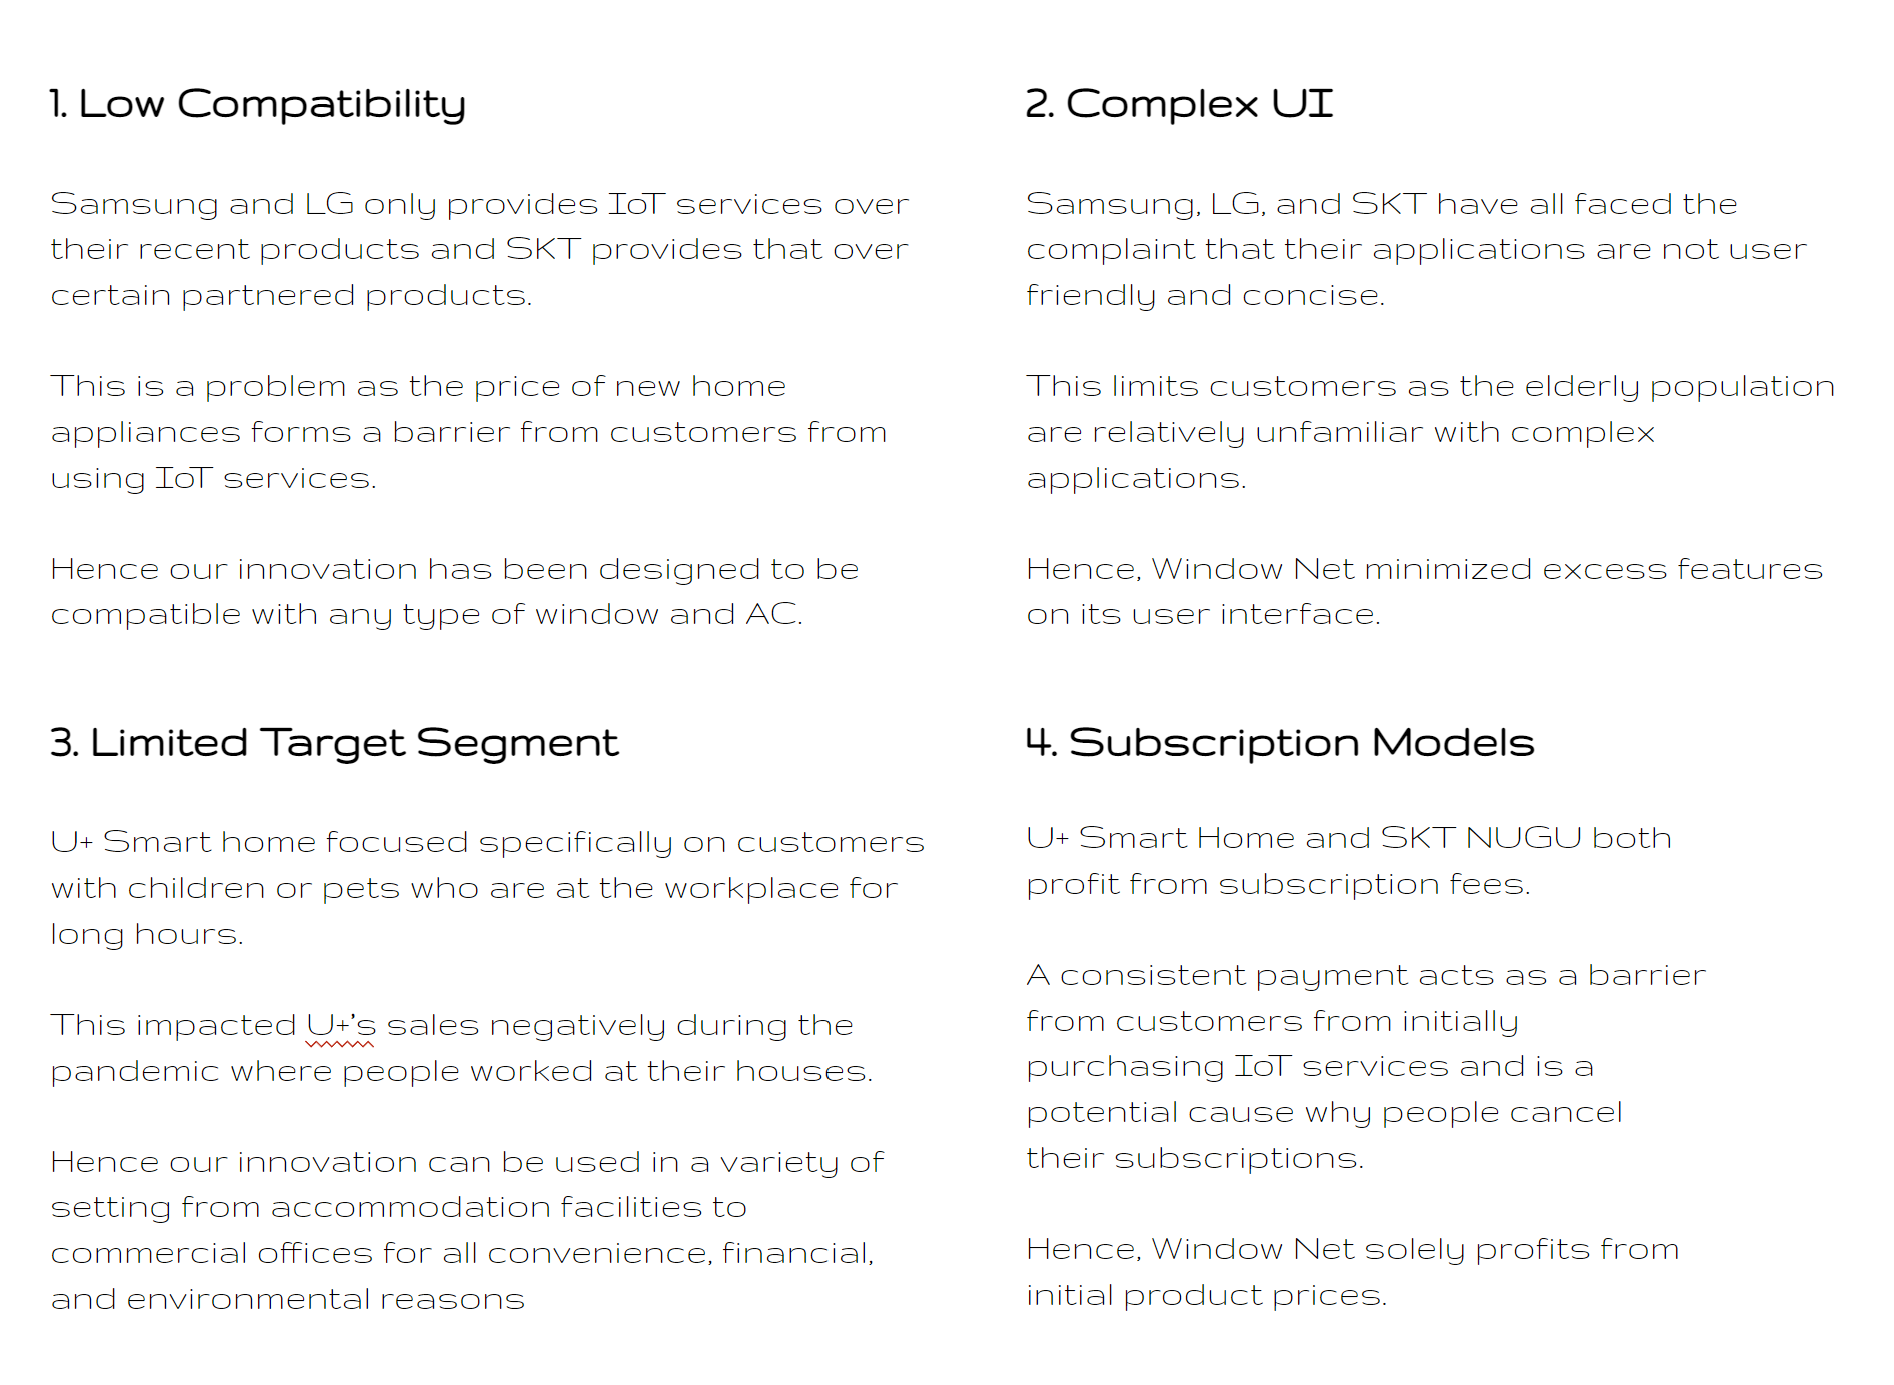 1. Low Compatibility
Samsung and LG only provides IoT services over
their recent products and SKT provides that over
certain partnered products.
This is a problem as the price of new home
appliances forms a barrier from customers from
using IoT services.
Hence our innovation has been designed to be
compatible with any type of window and AC.
2. Complex UI
Samsung, LG, and SKT have all faced the
complaint that their applications are not user
friendly and concise.
This limits customers as the elderly population
are relatively unfamiliar with complex
applications.
Hence, Window Net minimized excess features
on its user interface.
3. Limited Target Segment
U+ Smart home focused specifically on customers
with children or pets who are at the workplace for
long hours.
This impacted U+’s sales negatively during the
pandemic where people worked at their houses.
Hence our innovation can be used in a variety of
setting from accommodation facilities to
commercial offices for all convenience, financial,
and environmental reasons
4. Subscription Models
U+ Smart Home and SKT NUGU both
profit from subscription fees.
A consistent payment acts as a barrier
from customers from initially
purchasing IoT services and is a
potential cause why people cancel
their subscriptions.
Hence, Window Net solely profits from
initial product prices.